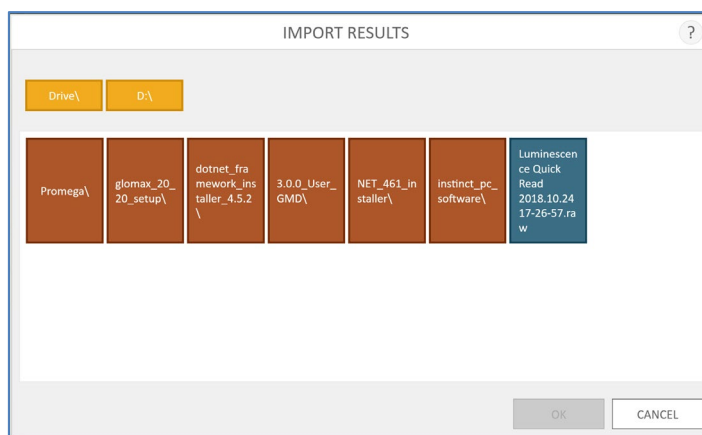 IMPORT RESULTS
?
Drive\
D:\
Promega\
glomax_20_
20_setup\
dotnet_fra
mework_ins
taller_4.5.2
\
3.0.0_User_
GMD\
NET_461_in
staller\
instinct_pc_
software\
Luminescen
ce Quick
Read
2018.10.24
17-26-57.ra
w
OK
CANCEL